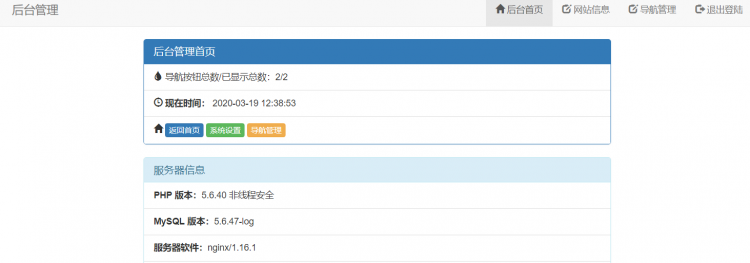 后台管理
后台首页 网站信息 导航管理 退出登陆
后台管理首页
导航按钮总数/已显示总数：2/2
现在时间： 2020-03-19 12:38:53
返回首页 系统设置 导航管理
服务器信息
PHP 版本：5.6.40 非线程安全
MySQL 版本：5.6.47-log
服务器软件：nginx/1.16.1